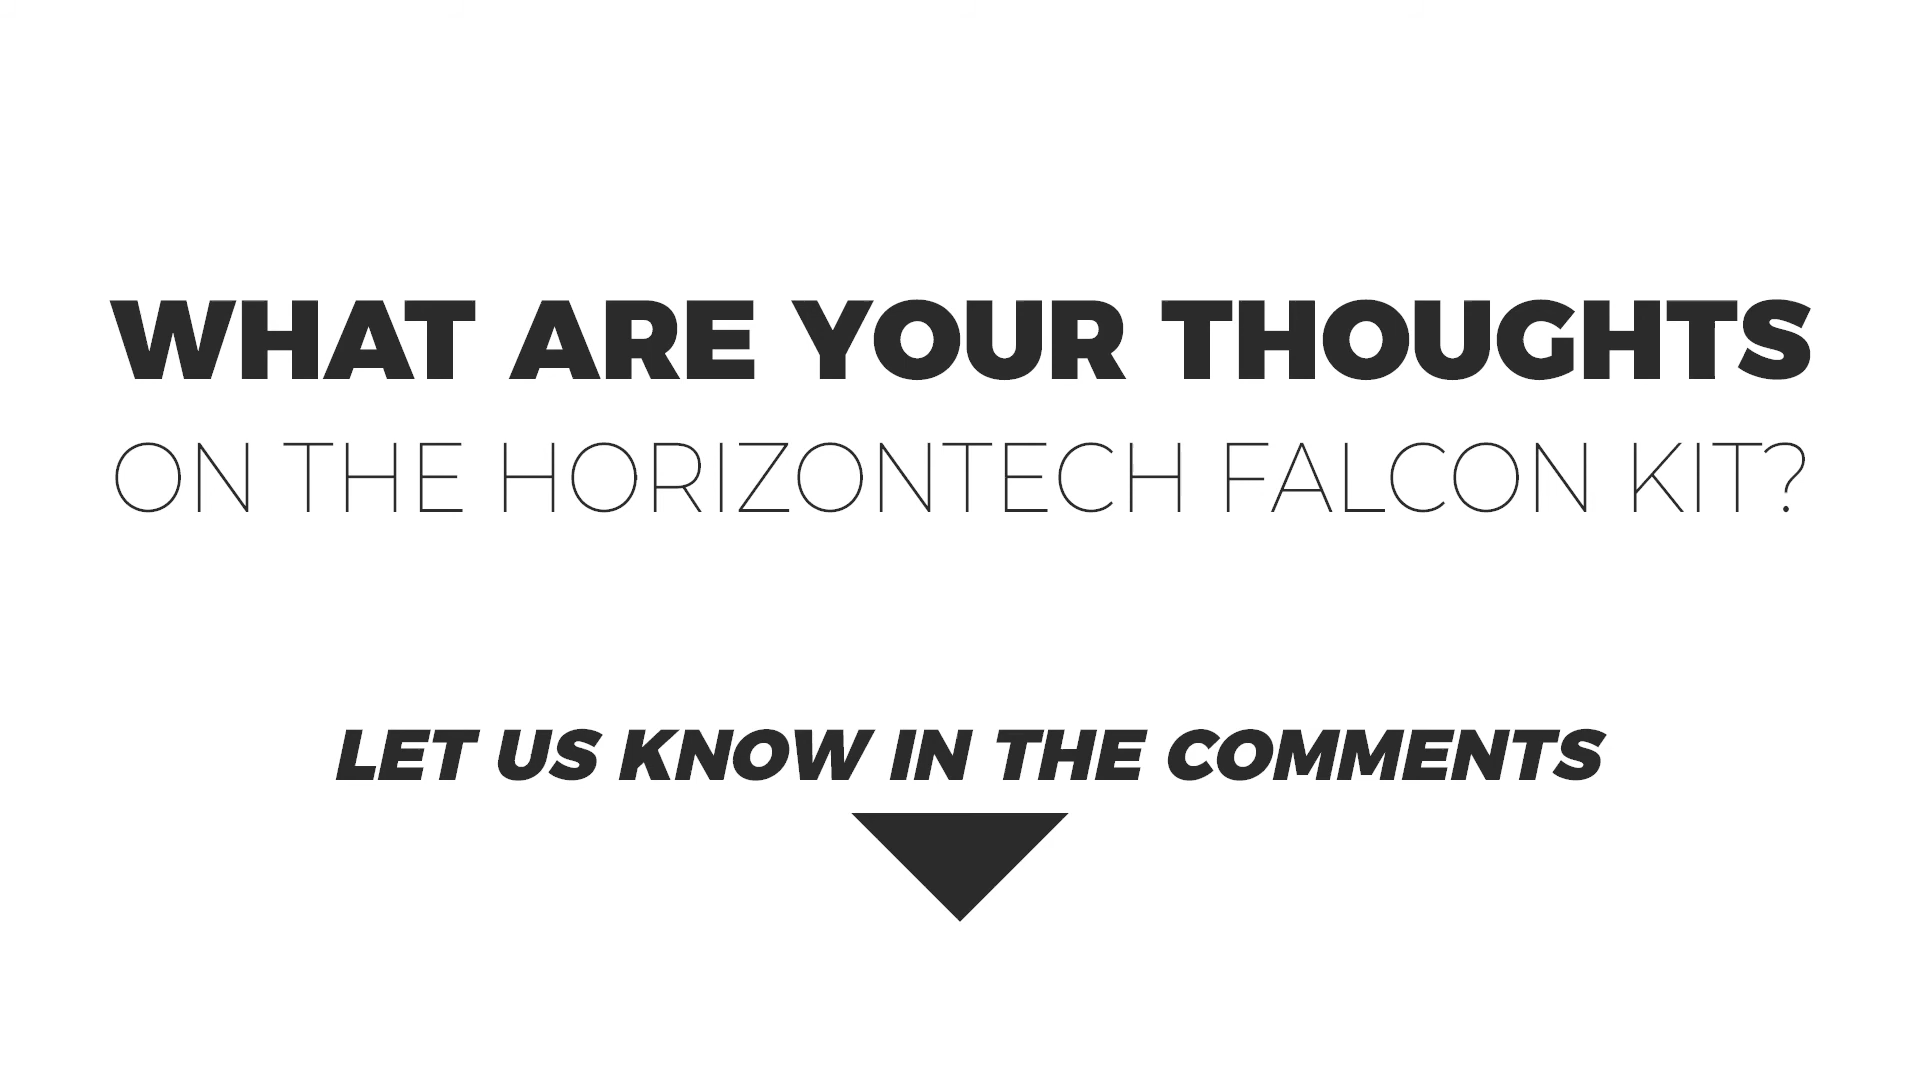 WHAT ARE YOUR THOUGHTS
ON THE HORIZONTECH FALCON KIT?
LET US KNOW IN THE COMMENTS